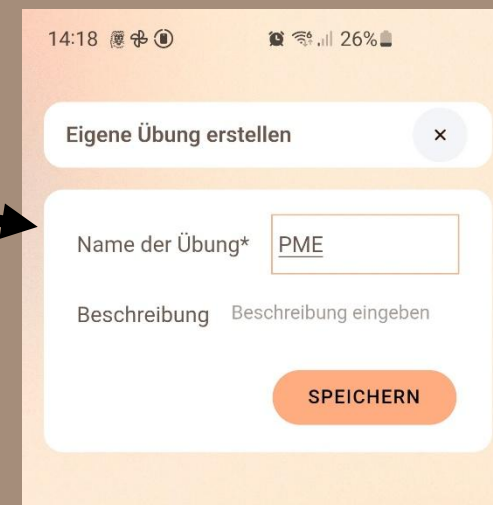 14:18 26%
Eigene Übung erstellen ×
Name der Übung* PME
Beschreibung Beschreibung eingeben
SPEICHERN